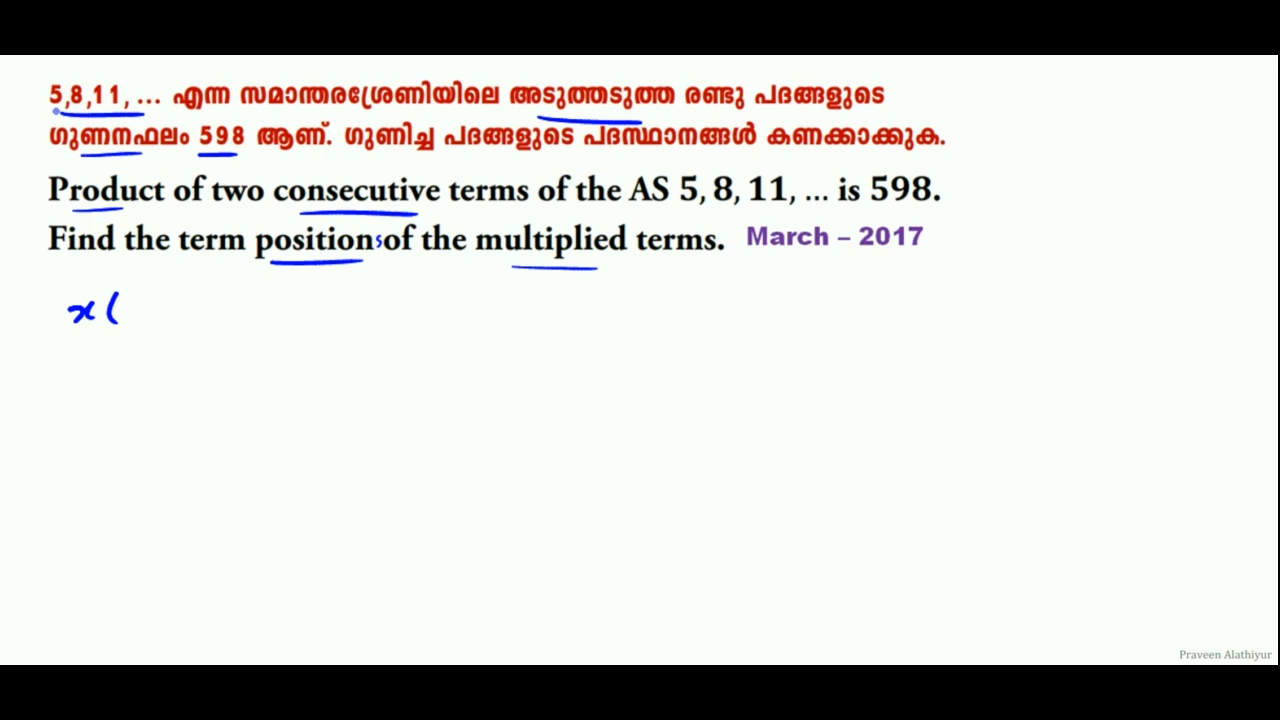 5,8,11, ... എന്ന സമാന്തരശ്രേണിയിലെ അടുത്തടുത്ത രണ്ടു പദങ്ങളുടെ
ഗുണനഫലം 598 ആണ്. ഗുണിച്ച പദങ്ങളുടെ പദസ്ഥാനങ്ങൾ കണക്കാക്കുക.
Product of two consecutive terms of the AS 5, 8, 11, ... is 598.
Find the term positions of the multiplied terms. March – 2017
x (
Praveen Alathiyur